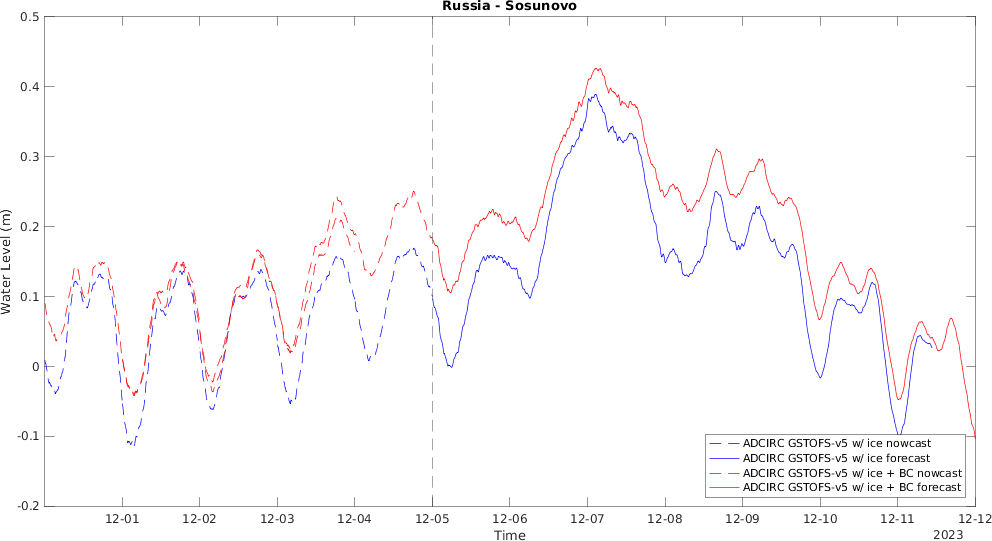 Russia - Sosunovo
0.5
0.4
0.3
0.2
0.1
0
-0.1
-0.2
Water Level (m)
ADCIRC GSTOFS-v5 w/ ice nowcast
ADCIRC GSTOFS-v5 w/ ice forecast
ADCIRC GSTOFS-v5 w/ ice + BC nowcast
ADCIRC GSTOFS-v5 w/ ice + BC forecast
12-01 12-02 12-03 12-04 12-05 12-06 12-07 12-08 12-09 12-10 12-11 12-12
Time
2023